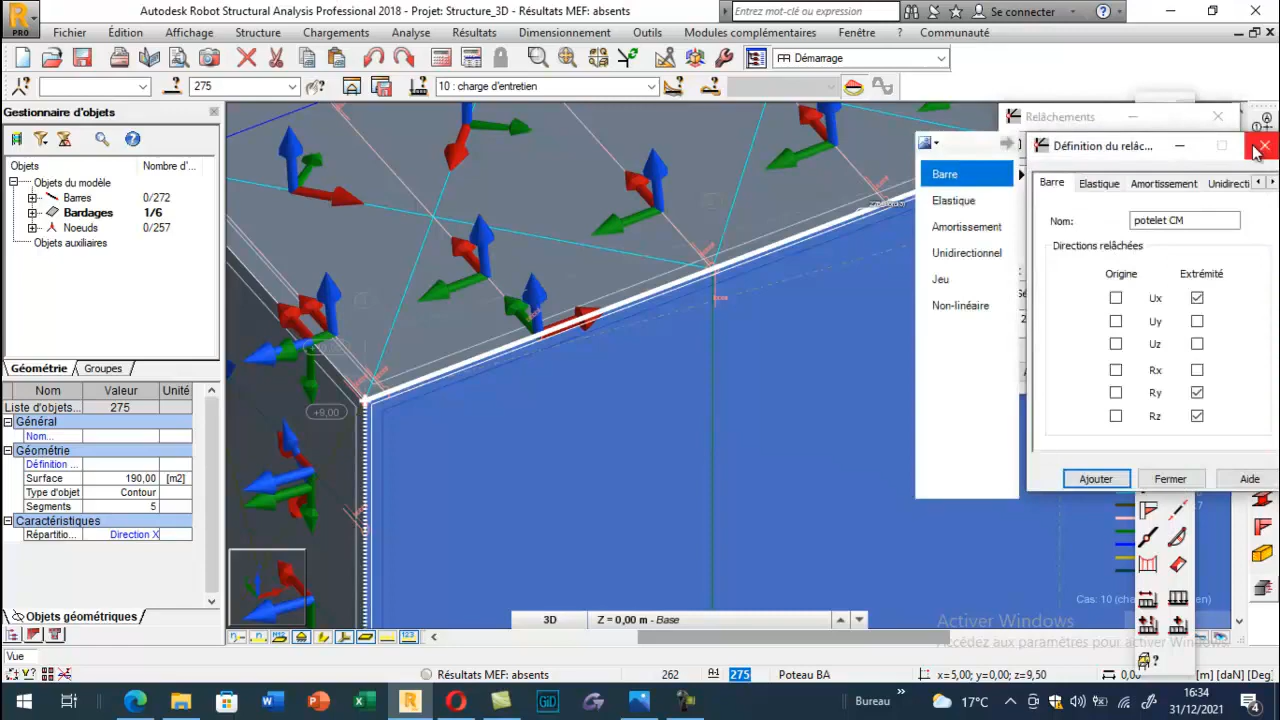 PRO
Autodesk Robot Structural Analysis Professional 2018 - Projet: Structure_3D - Résultats MEF: absents
Entrez mot-clé ou expression
Se connecter
?
Fichier Édition Affichage Structure Chargements Analyse Résultats Dimensionnement Outils Modules complémentaires Fenêtre ? Communauté
Démarrage
275
10 : charge d'entretien
Gestionnaire d'objets
Objets Nombre d'...
Objets du modèle
Barres 0/272
Bardages 1/6
Noeuds 0/257
Objets auxiliaires
Géométrie Groupes
Nom Valeur Unité
Liste d'objets... 275
Général
Nom...
Géométrie
Définition ...
Surface 190,00 [m2]
Type d'objet Contour
Segments 5
Caractéristiques
Répartitio... Direction X
Objets géométriques
+9,00
Relâchements
Définition du relâc...
Barre
Elastique
Amortissement
Unidirectionnel
Jeu
Non-linéaire
Barre Elastique Amortissement Unidirecti
Nom: potelet CM
Directions relâchées
Origine Extrémité
Ux
Uy
Uz
Rx
Ry
Rz
Ajouter Fermer Aide
3D Z = 0,00 m - Base
Activer Windows
Accédez aux paramètres pour activer Windows.
Vue
Résultats MEF: absents 262 275 Poteau BA x=5,00; y=0,00; z=9,50 0,00 [m] [daN] [Deg]
Bureau
17°C
16:34
31/12/2021
4